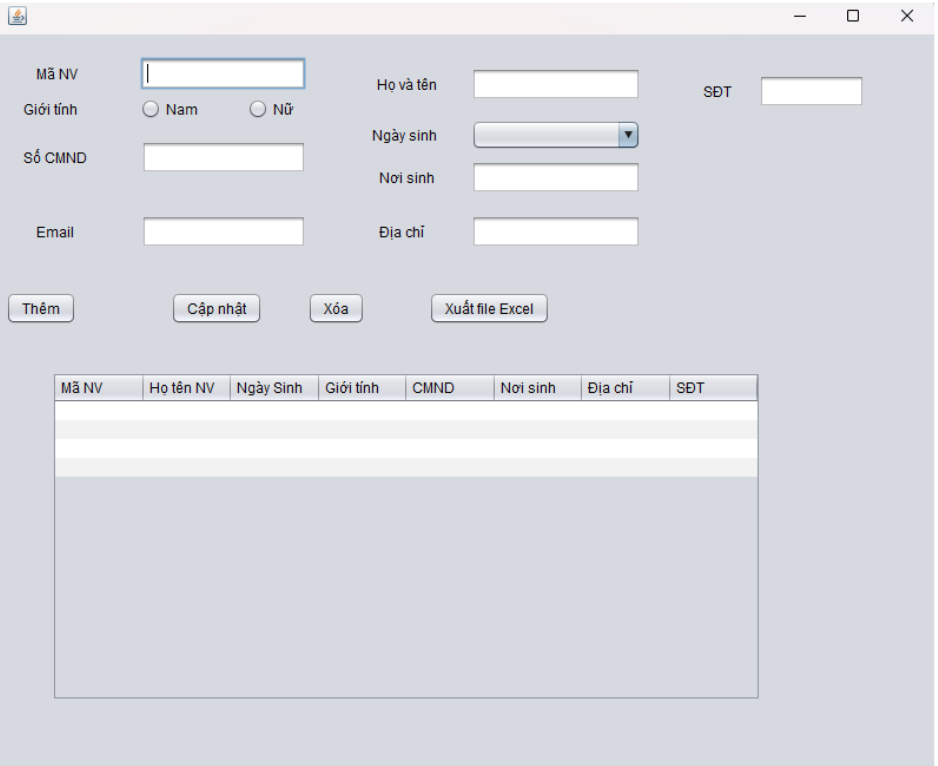 Mã NV
Họ và tên
SĐT
Giới tính
Nam
Nữ
Ngày sinh
Số CMND
Nơi sinh
Email
Địa chỉ
Thêm
Cập nhật
Xóa
Xuất file Excel
Mã NV Họ tên NV Ngày Sinh Giới tính CMND Nơi sinh Địa chỉ SĐT